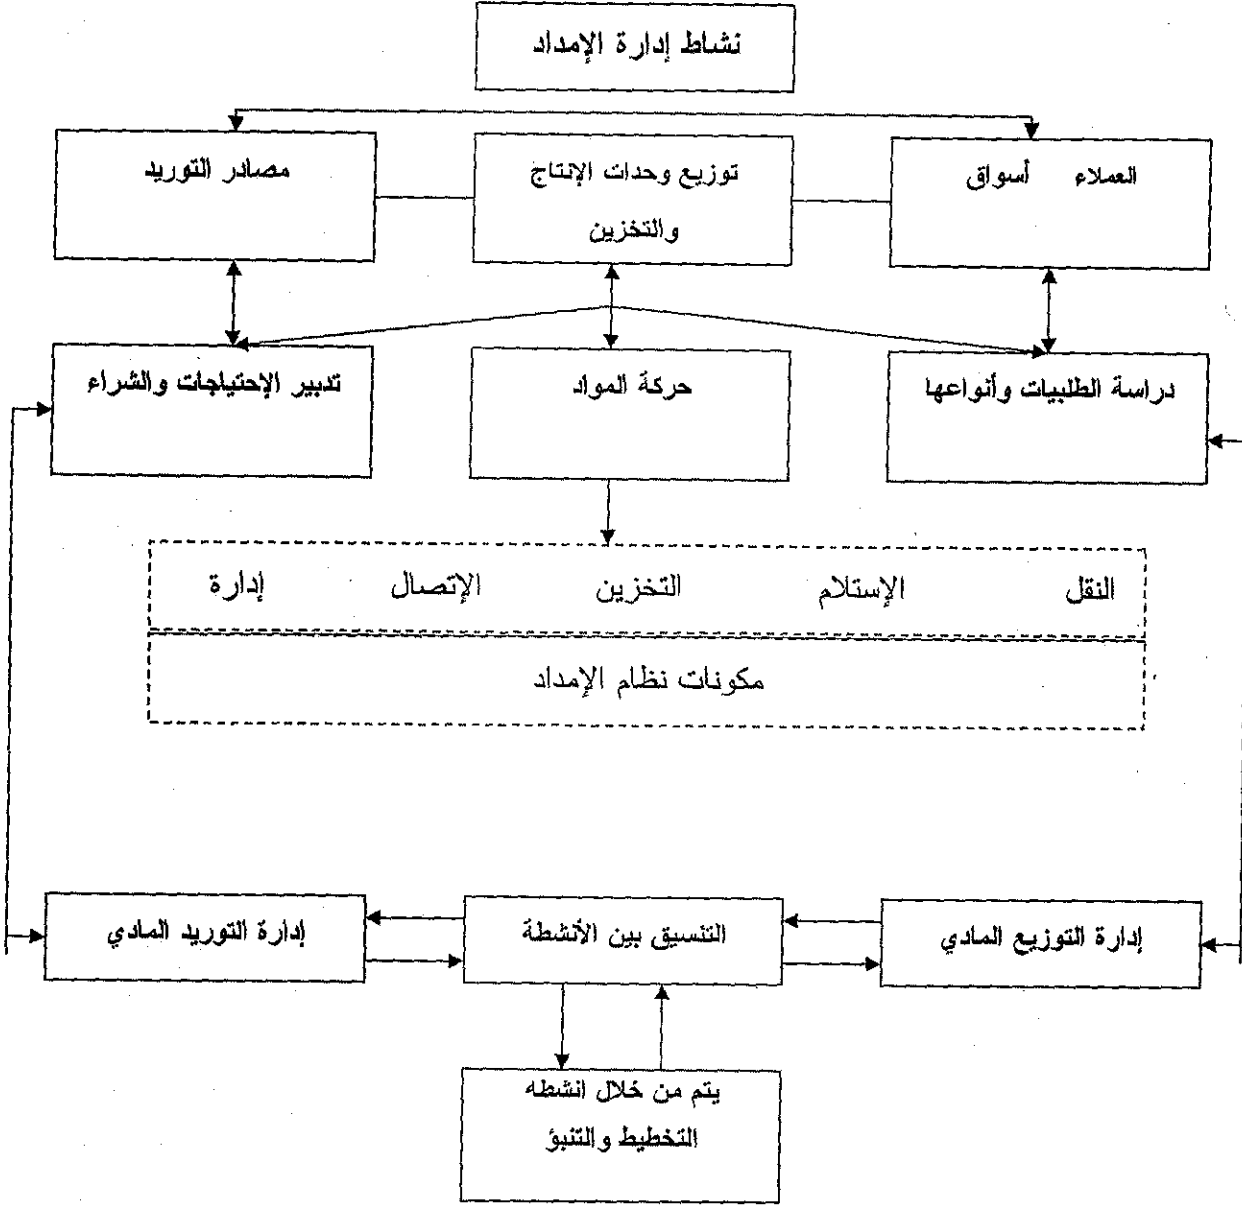 نشاط إدارة الإمداد
العملاء أسواق
توزيع وحدات الإنتاج
والتخزين
مصادر التوريد
دراسة الطلبيات وأنواعها
حركة المواد
تدبير الإحتياجات والشراء
النقل الإستلام التخزين الإتصال إدارة
مكونات نظام الإمداد
إدارة التوزيع المادي
التنسيق بين الأنشطة
إدارة التوريد المادي
يتم من خلال انشطه
التخطيط والتنبؤ